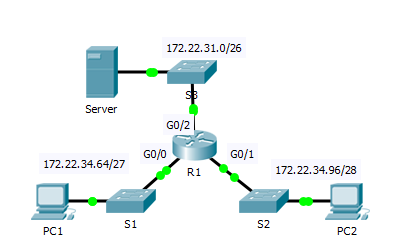 172.22.31.0/26
Server
S3
G0/2
172.22.34.64/27
G0/0
G0/1
172.22.34.96/28
R1
PC1
S1
S2
PC2